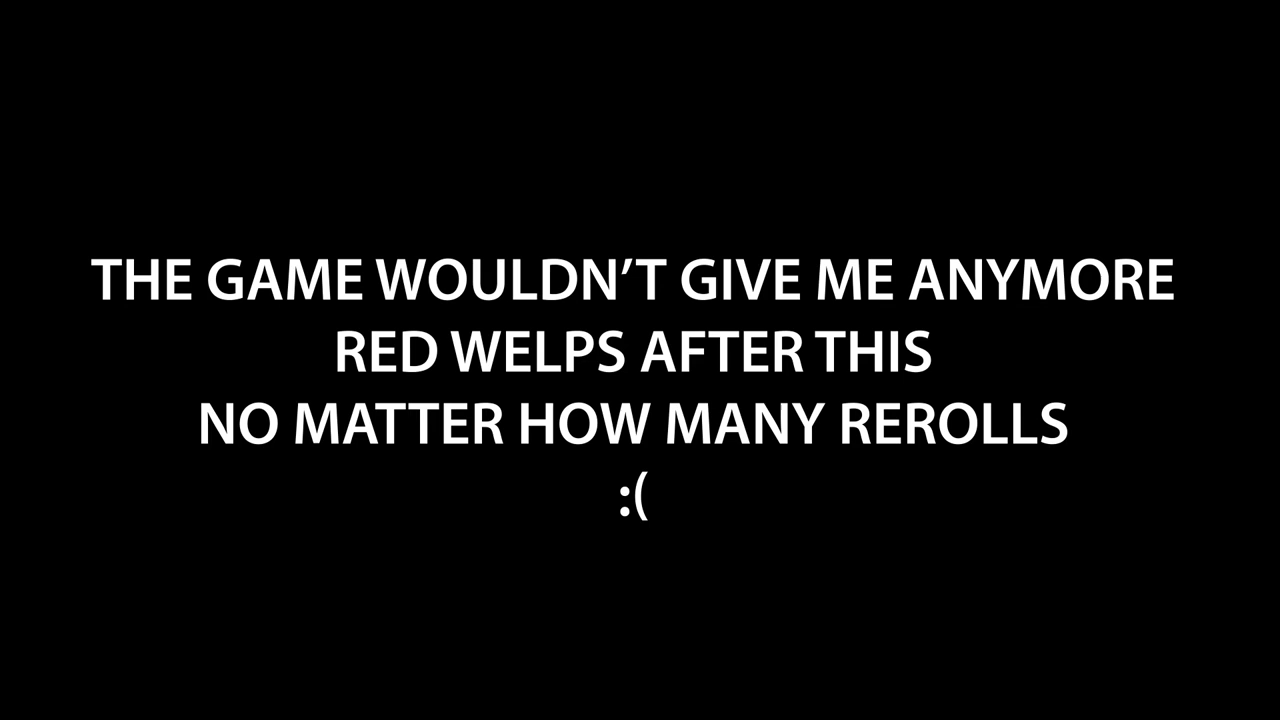 THE GAME WOULDN’T GIVE ME ANYMORE
RED WELPS AFTER THIS
NO MATTER HOW MANY REROLLS
:(